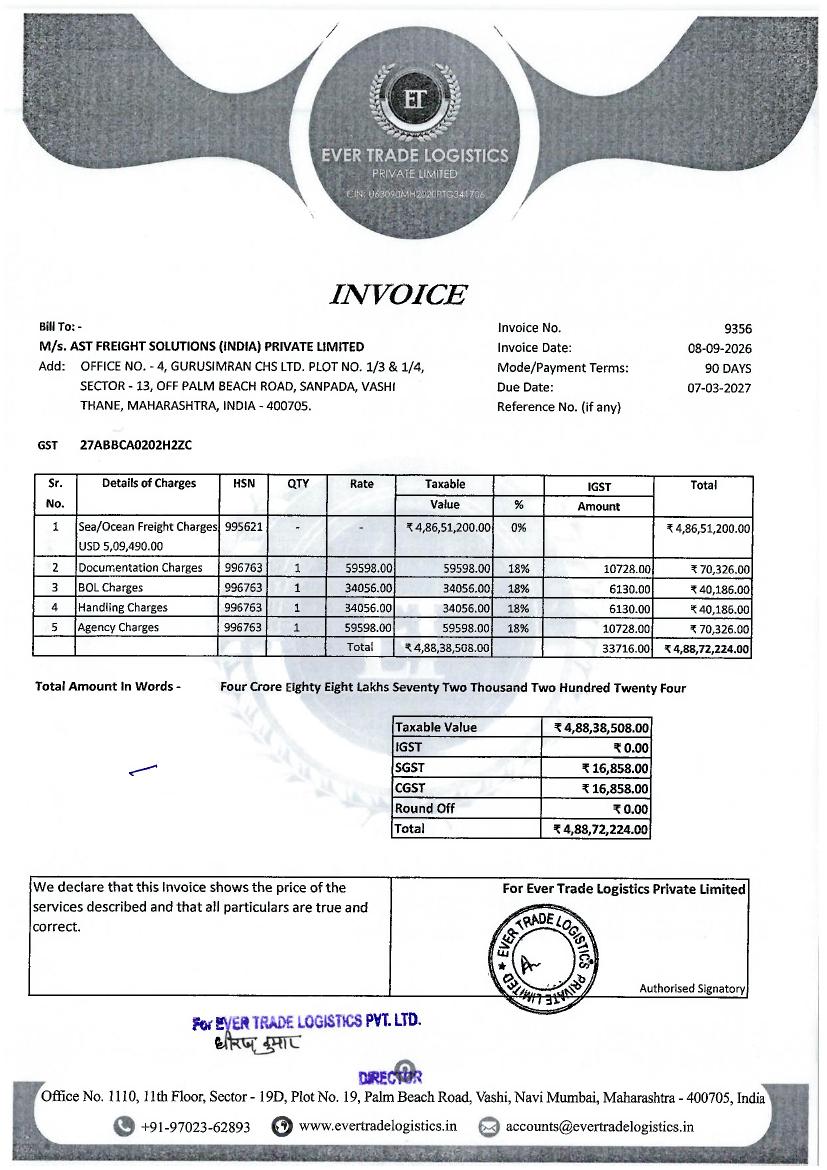 ET
EVER TRADE LOGISTICS
PRIVATE LIMITED
CIN: U63090MH2020PTC341706
INVOICE
Bill To: -
M/s. AST FREIGHT SOLUTIONS (INDIA) PRIVATE LIMITED
Add: OFFICE NO. - 4, GURUSIMRAN CHS LTD. PLOT NO. 1/3 & 1/4,
SECTOR - 13, OFF PALM BEACH ROAD, SANPADA, VASHI
THANE, MAHARASHTRA, INDIA - 400705.
GST 27ABBCA0202H2ZC
Invoice No. 9356
Invoice Date: 08-09-2026
Mode/Payment Terms: 90 DAYS
Due Date: 07-03-2027
Reference No. (if any)
Sr. No. Details of Charges HSN QTY Rate Taxable Value % IGST Amount Total
1 Sea/Ocean Freight Charges 995621 - - ₹ 4,86,51,200.00 0% ₹ 4,86,51,200.00
USD 5,09,490.00
2 Documentation Charges 996763 1 59598.00 59598.00 18% 10728.00 ₹ 70,326.00
3 BOL Charges 996763 1 34056.00 34056.00 18% 6130.00 ₹ 40,186.00
4 Handling Charges 996763 1 34056.00 34056.00 18% 6130.00 ₹ 40,186.00
5 Agency Charges 996763 1 59598.00 59598.00 18% 10728.00 ₹ 70,326.00
Total ₹ 4,88,38,508.00 33716.00 ₹ 4,88,72,224.00
Total Amount In Words - Four Crore Eighty Eight Lakhs Seventy Two Thousand Two Hundred Twenty Four
Taxable Value ₹ 4,88,38,508.00
IGST ₹ 0.00
SGST ₹ 16,858.00
CGST ₹ 16,858.00
Round Off ₹ 0.00
Total ₹ 4,88,72,224.00
We declare that this Invoice shows the price of the
services described and that all particulars are true and
correct.
For Ever Trade Logistics Private Limited
EVER TRADE LOGISTICS PRIVATE LIMITED
Authorised Signatory
For EVER TRADE LOGISTICS PVT. LTD.
धीरज कुमार
DIRECTOR
Office No. 1110, 11th Floor, Sector - 19D, Plot No. 19, Palm Beach Road, Vashi, Navi Mumbai, Maharashtra - 400705, India
+91-97023-62893 www.evertradelogistics.in accounts@evertradelogistics.in